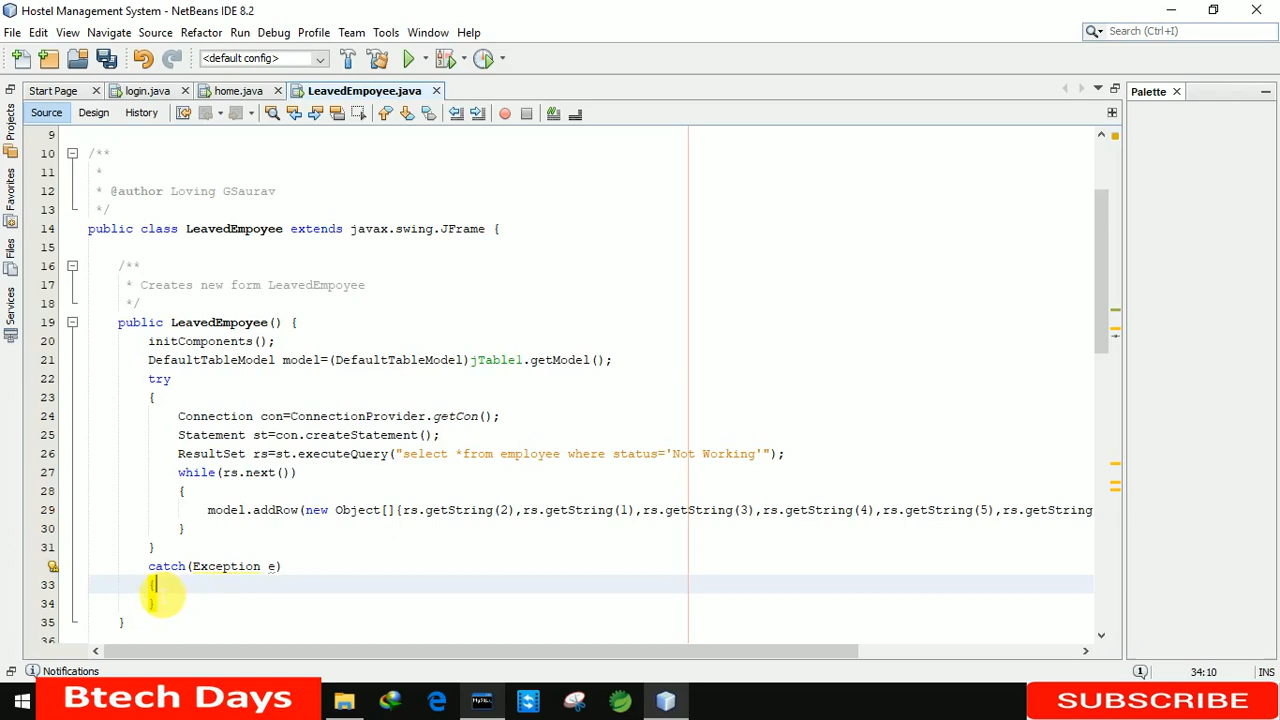 Hostel Management System - NetBeans IDE 8.2
File Edit View Navigate Source Refactor Run Debug Profile Team Tools Window Help
Search (Ctrl+I)
<default config>
Start Page login.java home.java LeavedEmpoyee.java
Palette
Source Design History
Projects
Favorites
Files
Services
9
10 /**
11 *
12 * @author Loving GSaurav
13 */
14 public class LeavedEmpoyee extends javax.swing.JFrame {
15
16 /**
17 * Creates new form LeavedEmpoyee
18 */
19 public LeavedEmpoyee() {
20 initComponents();
21 DefaultTableModel model=(DefaultTableModel)jTable1.getModel();
22 try
23 {
24 Connection con=ConnectionProvider.getCon();
25 Statement st=con.createStatement();
26 ResultSet rs=st.executeQuery("select *from employee where status='Not Working'");
27 while(rs.next())
28 {
29 model.addRow(new Object[]{rs.getString(2),rs.getString(1),rs.getString(3),rs.getString(4),rs.getString(5),rs.getString
30 }
31 }
catch(Exception e)
33 {
34 }
35 }
36
Notifications
34:10 INS
Btech Days
SUBSCRIBE